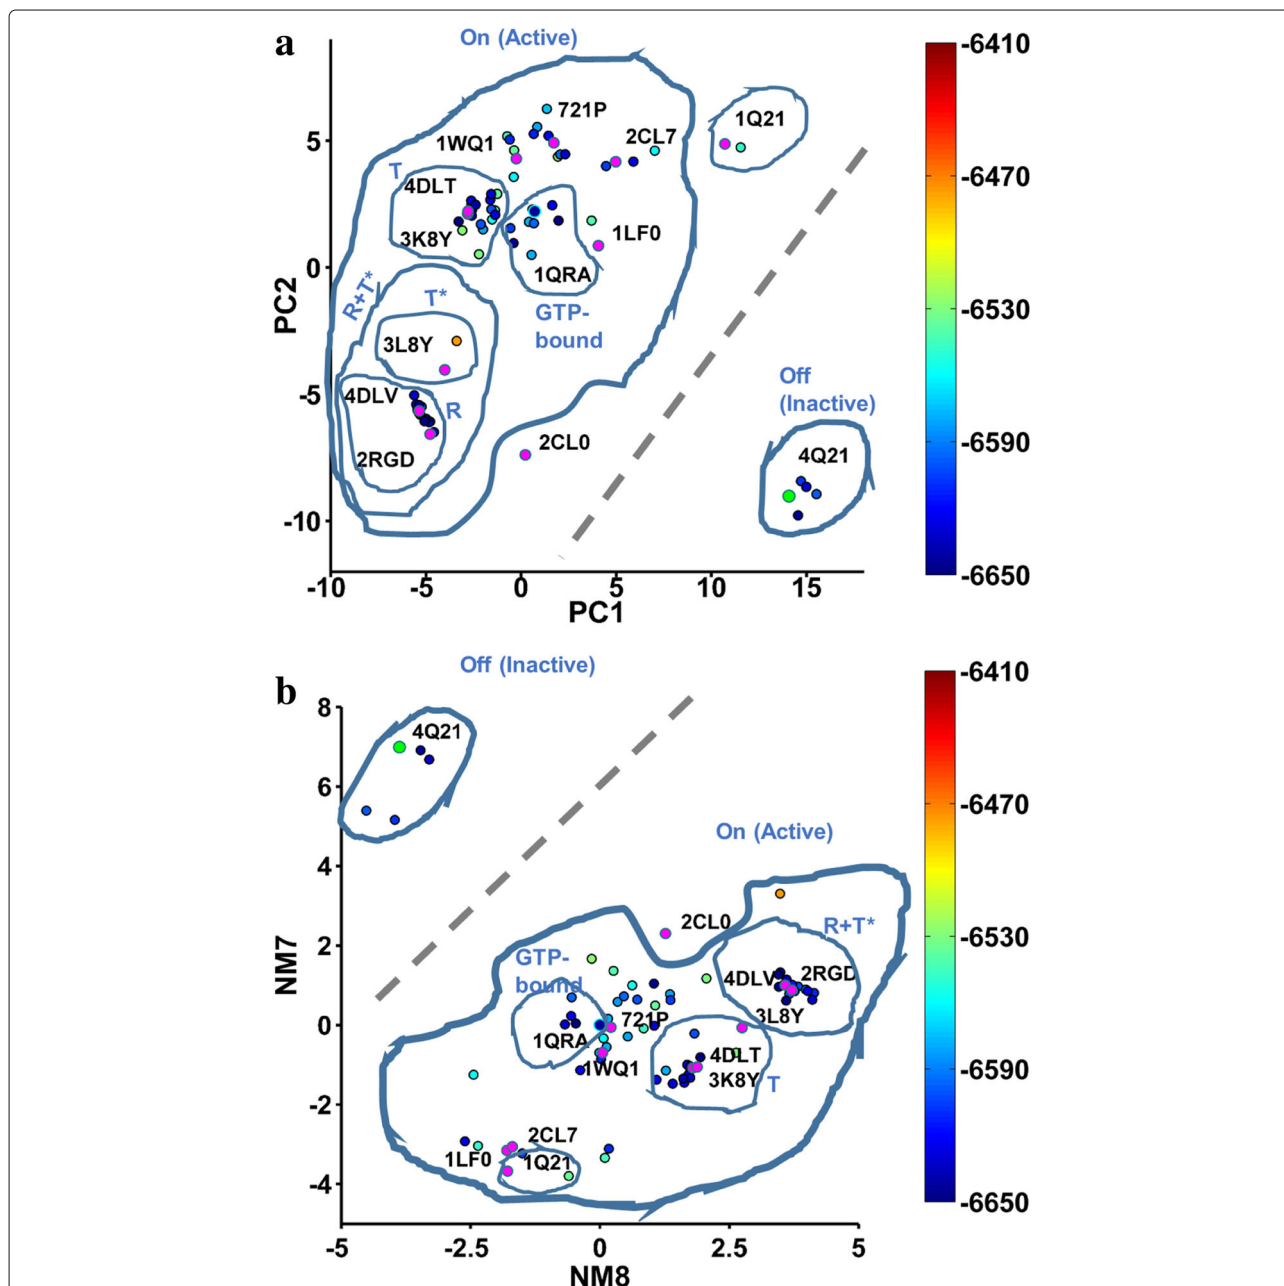 a
On (Active)
721P
1WQ1
2CL7
1Q21
T
4DLT
3K8Y
1LF0
1QRA
R+T*
T*
GTP-
bound
3L8Y
4DLV
R
2RGD
2CL0
Off
(Inactive)
4Q21
5
0
-5
-10
PC2
-10
-5
0
5
10
15
PC1
-6410
-6470
-6530
-6590
-6650
b
Off (Inactive)
4Q21
On (Active)
2CL0
R+T*
GTP-
bound
4DLV
2RGD
3L8Y
721P
1QRA
1WQ1
4DLT
3K8Y
T
2CL7
1LF0
1Q21
8
6
4
2
0
-2
-4
NM7
-5
-2.5
0
2.5
5
NM8
-6410
-6470
-6530
-6590
-6650